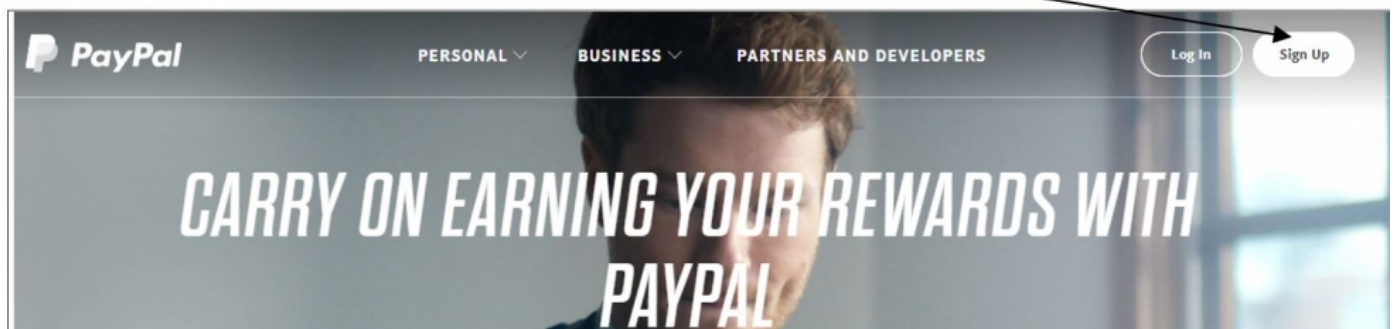 PayPal
PERSONAL BUSINESS PARTNERS AND DEVELOPERS Log In Sign Up
CARRY ON EARNING YOUR REWARDS WITH
PAYPAL